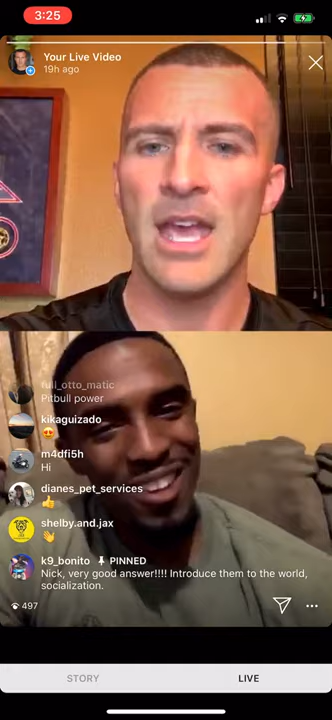 3:25
Your Live Video
19h ago
full_otto_matic
Pitbull power
kikaguizado
m4dfi5h
Hi
dianes_pet_services
shelby.and.jax
k9_bonito PINNED
Nick, very good answer!!!! Introduce them to the world,
socialization.
497
STORY LIVE